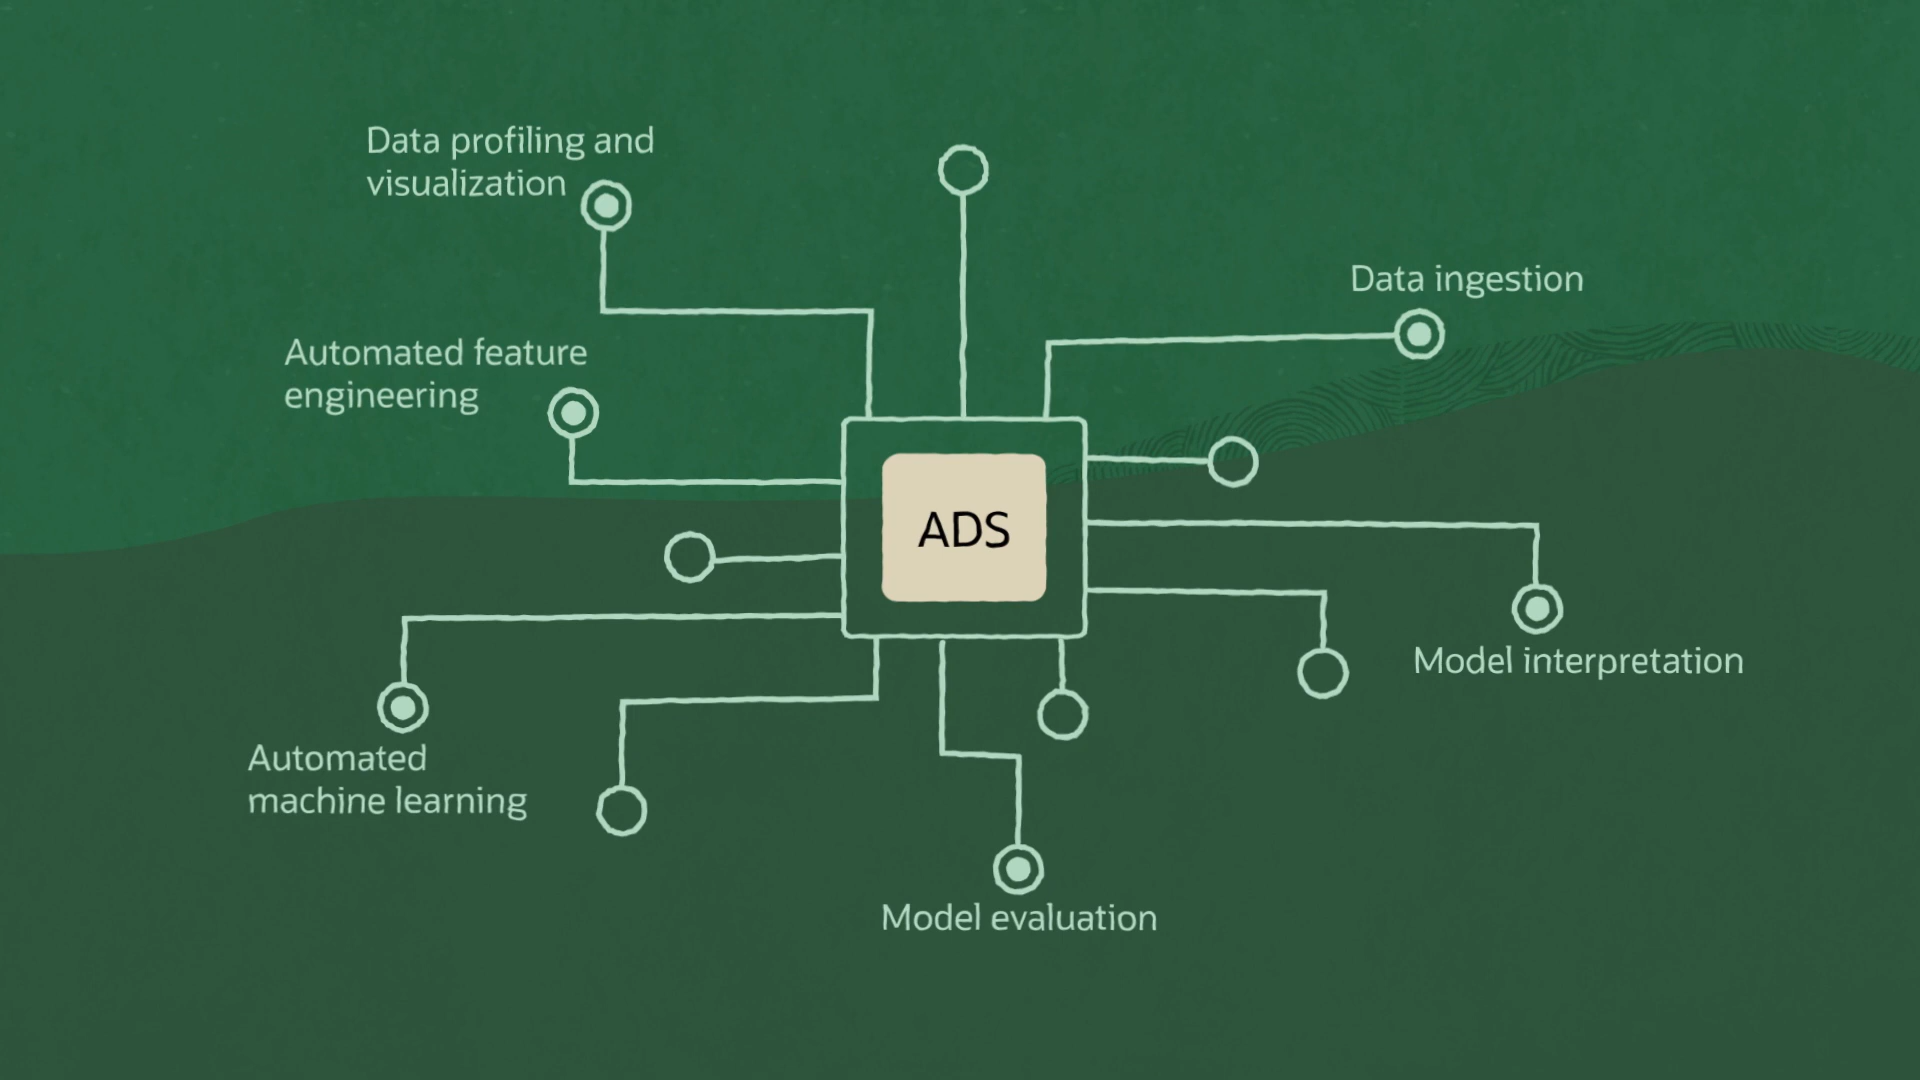 Data profiling and
visualization
Data ingestion
Automated feature
engineering
ADS
Model interpretation
Automated
machine learning
Model evaluation